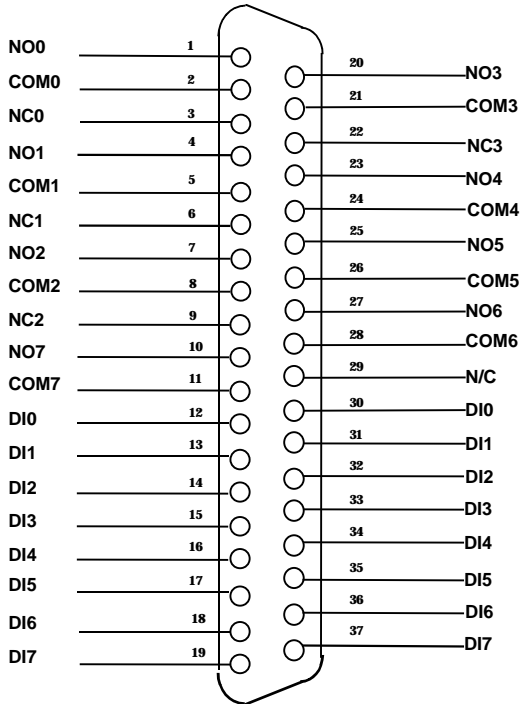 NO0 1
COM0 2
NC0 3
NO1 4
COM1 5
NC1 6
NO2 7
COM2 8
NC2 9
NO7 10
COM7 11
DI0 12
DI1 13
DI2 14
DI3 15
DI4 16
DI5 17
DI6 18
DI7 19
20 NO3
21 COM3
22 NC3
23 NO4
24 COM4
25 NO5
26 COM5
27 NO6
28 COM6
29 N/C
30 DI0
31 DI1
32 DI2
33 DI3
34 DI4
35 DI5
36 DI6
37 DI7